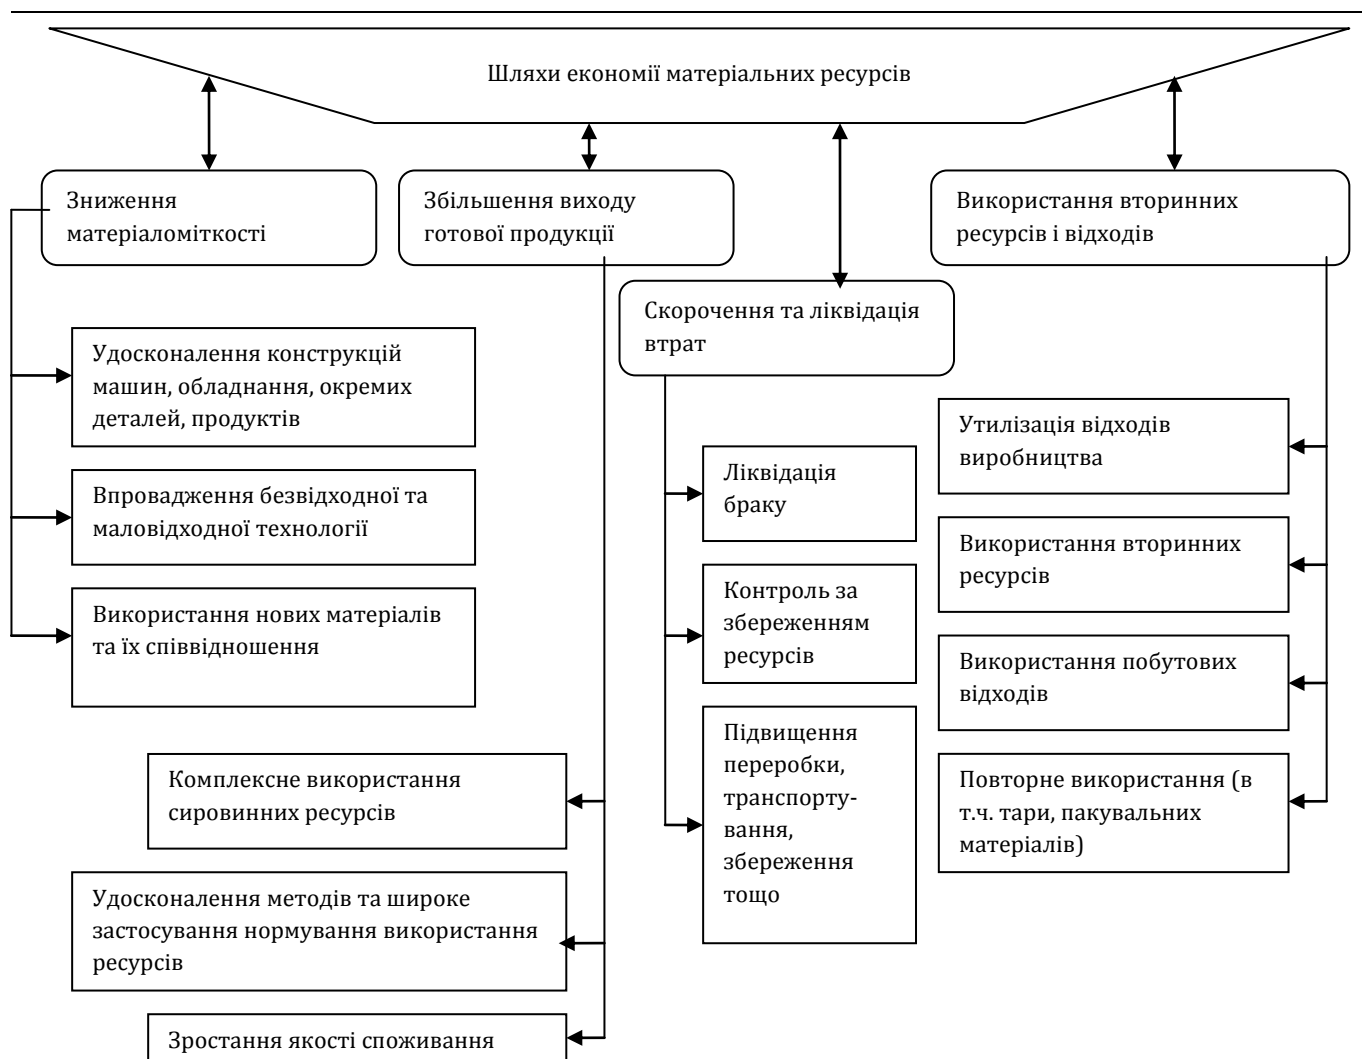 Шляхи економії матеріальних ресурсів
Зниження
матеріаломіткості
Збільшення виходу
готової продукції
Використання вторинних
ресурсів і відходів
Скорочення та ліквідація
втрат
Удосконалення конструкцій
машин, обладнання, окремих
деталей, продуктів
Впровадження безвідходної та
маловідходної технології
Використання нових матеріалів
та їх співвідношення
Комплексне використання
сировинних ресурсів
Удосконалення методів та широке
застосування нормування використання
ресурсів
Зростання якості споживання
Ліквідація
браку
Контроль за
збереженням
ресурсів
Підвищення
переробки,
транспорту-
вання,
збереження
тощо
Утилізація відходів
виробництва
Використання вторинних
ресурсів
Використання побутових
відходів
Повторне використання (в
т.ч. тари, пакувальних
матеріалів)